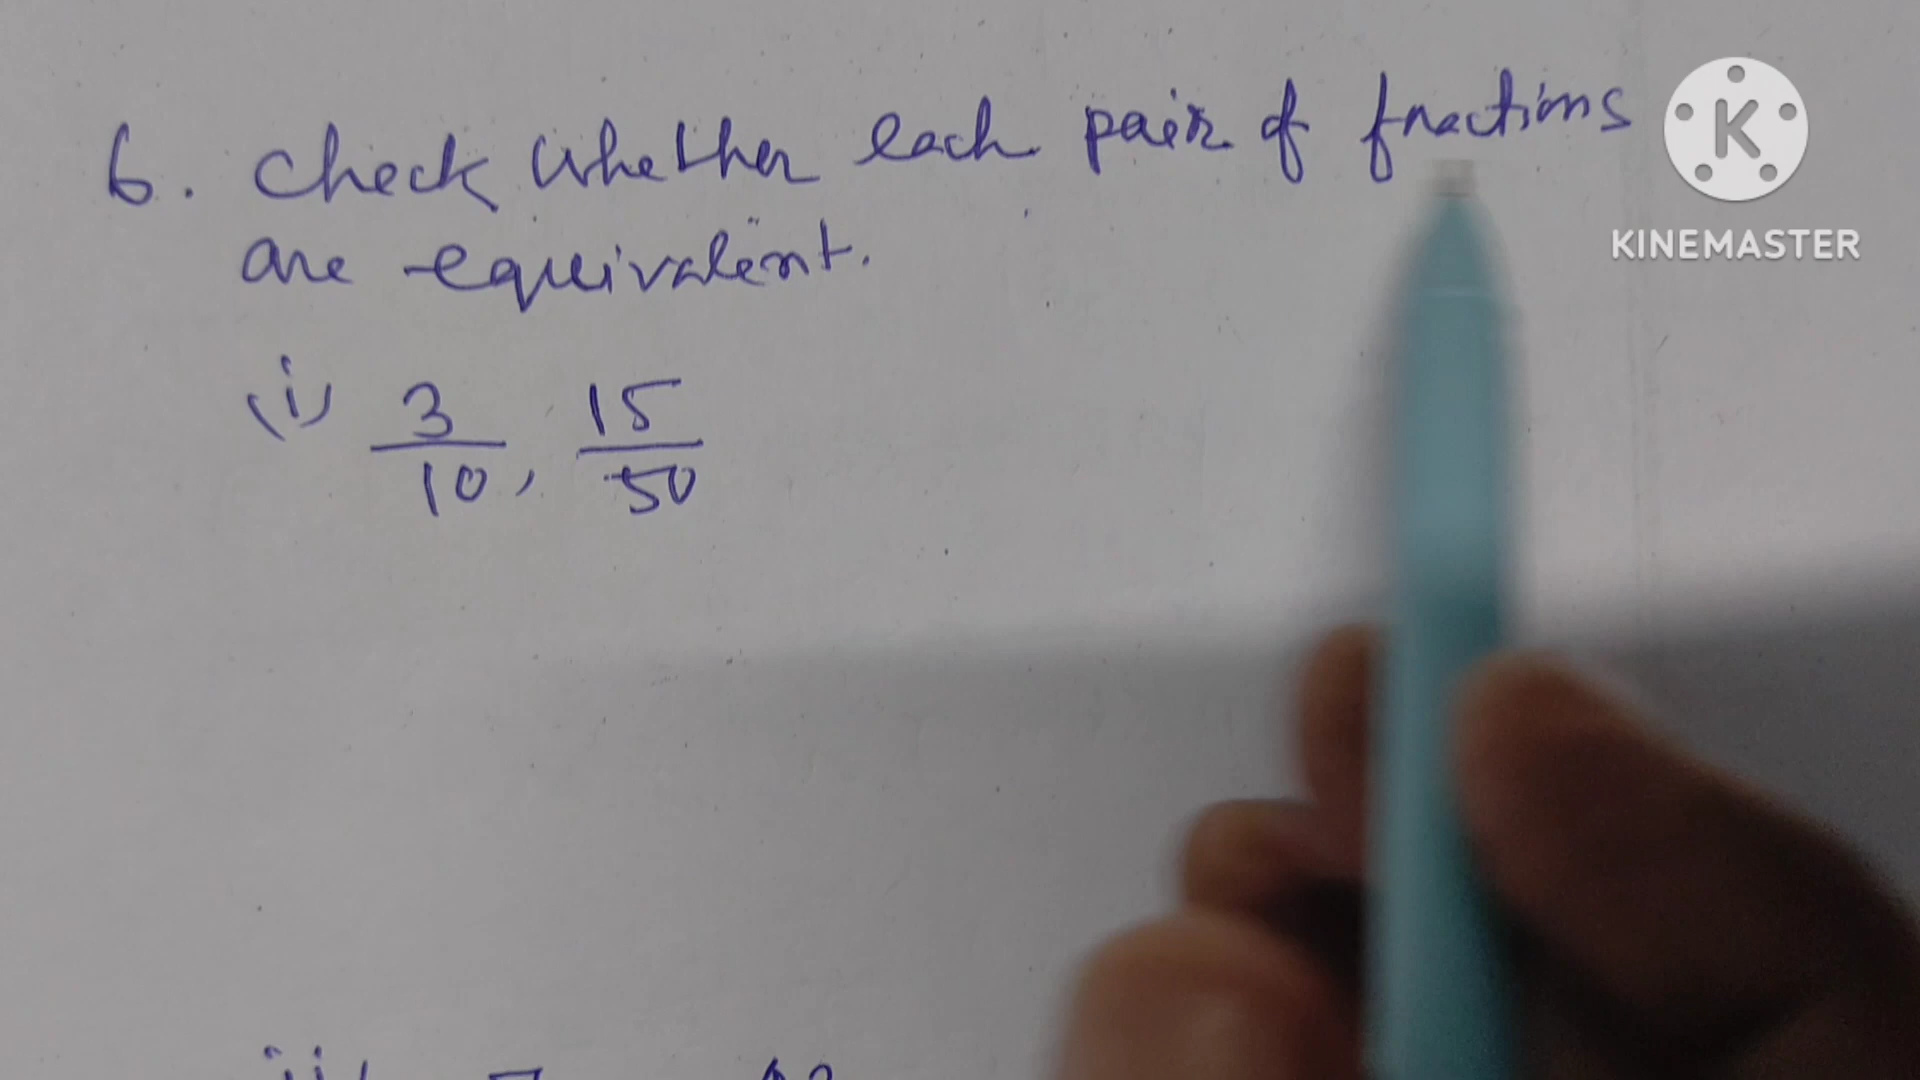 6. Check whether each pair of fractions
are equivalent.
(i) 3/10, 15/50
K
KINEMASTER